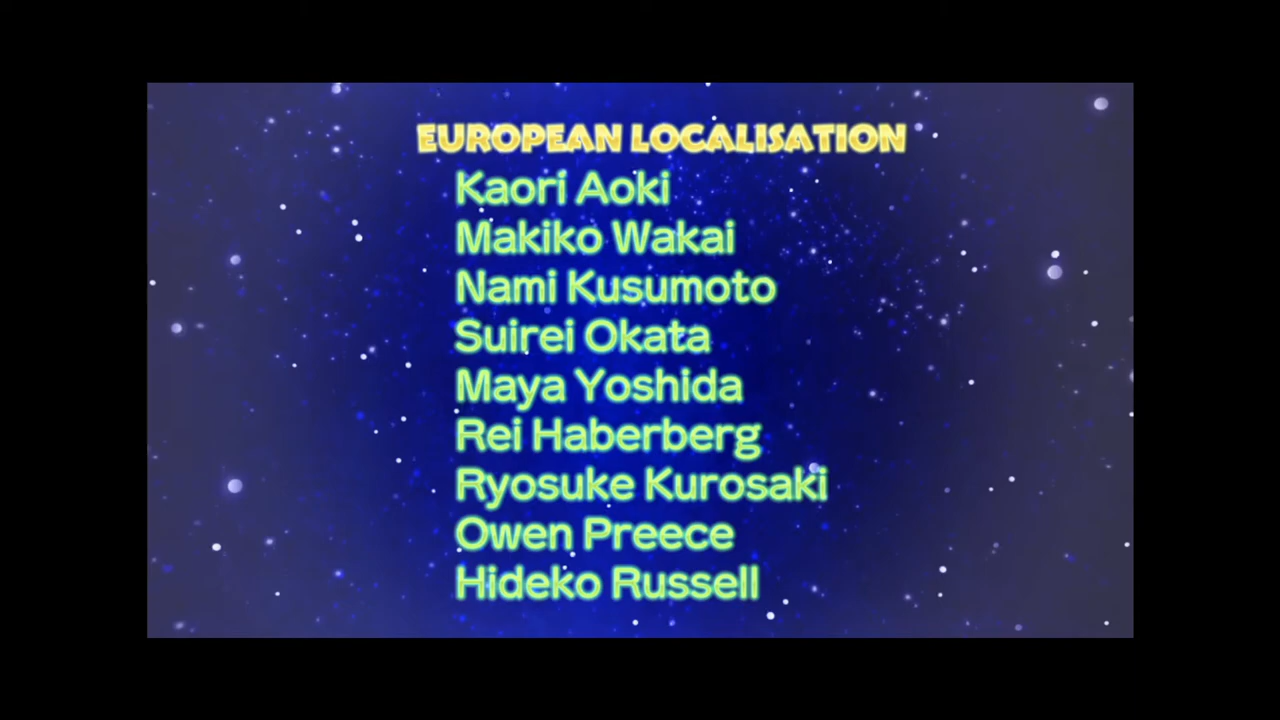 EUROPEAN LOCALISATION
Kaori Aoki
Makiko Wakai
Nami Kusumoto
Suirei Okata
Maya Yoshida
Rei Haberberg
Ryosuke Kurosaki
Owen Preece
Hideko Russell